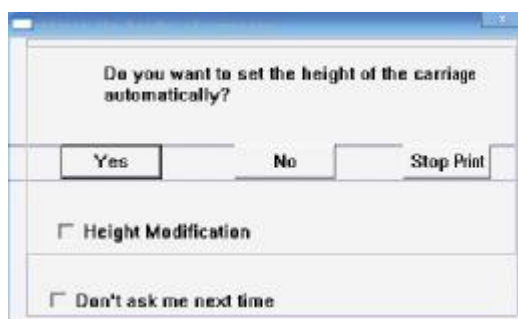 Do you want to set the height of the carriage
automatically?
Yes No Stop Print
Height Modification
Don't ask me next time